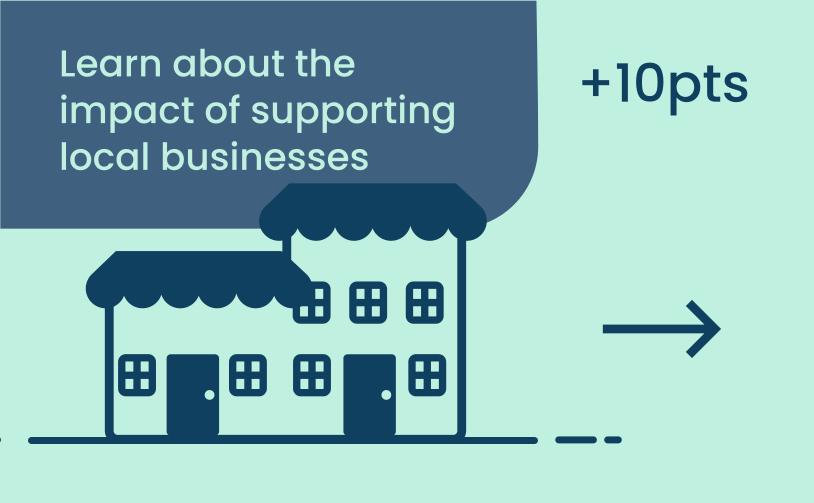 Learn about the
impact of supporting
local businesses
+10pts